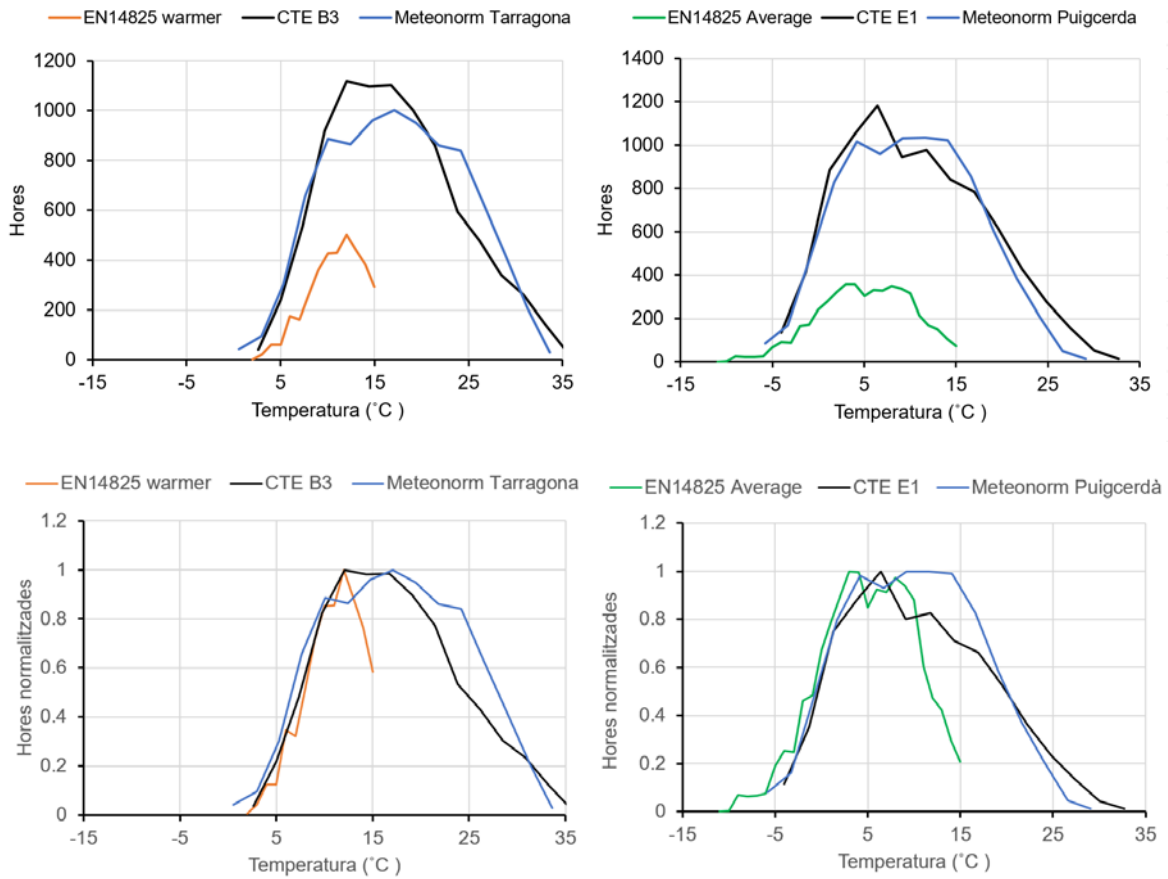 EN14825 warmer CTE B3 Meteonorm Tarragona
1200
1000
800
600
400
200
0
Hores
-15 -5 5 15 25 35
Temperatura (˚C )
EN14825 Average CTE E1 Meteonorm Puigcerda
1400
1200
1000
800
600
400
200
0
Hores
-15 -5 5 15 25 35
Temperatura (˚C )
EN14825 warmer CTE B3 Meteonorm Tarragona
1.2
1
0.8
0.6
0.4
0.2
0
Hores normalitzades
-15 -5 5 15 25 35
Temperatura (˚C )
EN14825 Average CTE E1 Meteonorm Puigcerdà
1.2
1
0.8
0.6
0.4
0.2
0
Hores normalitzades
-15 -5 5 15 25 35
Temperatura (˚C )